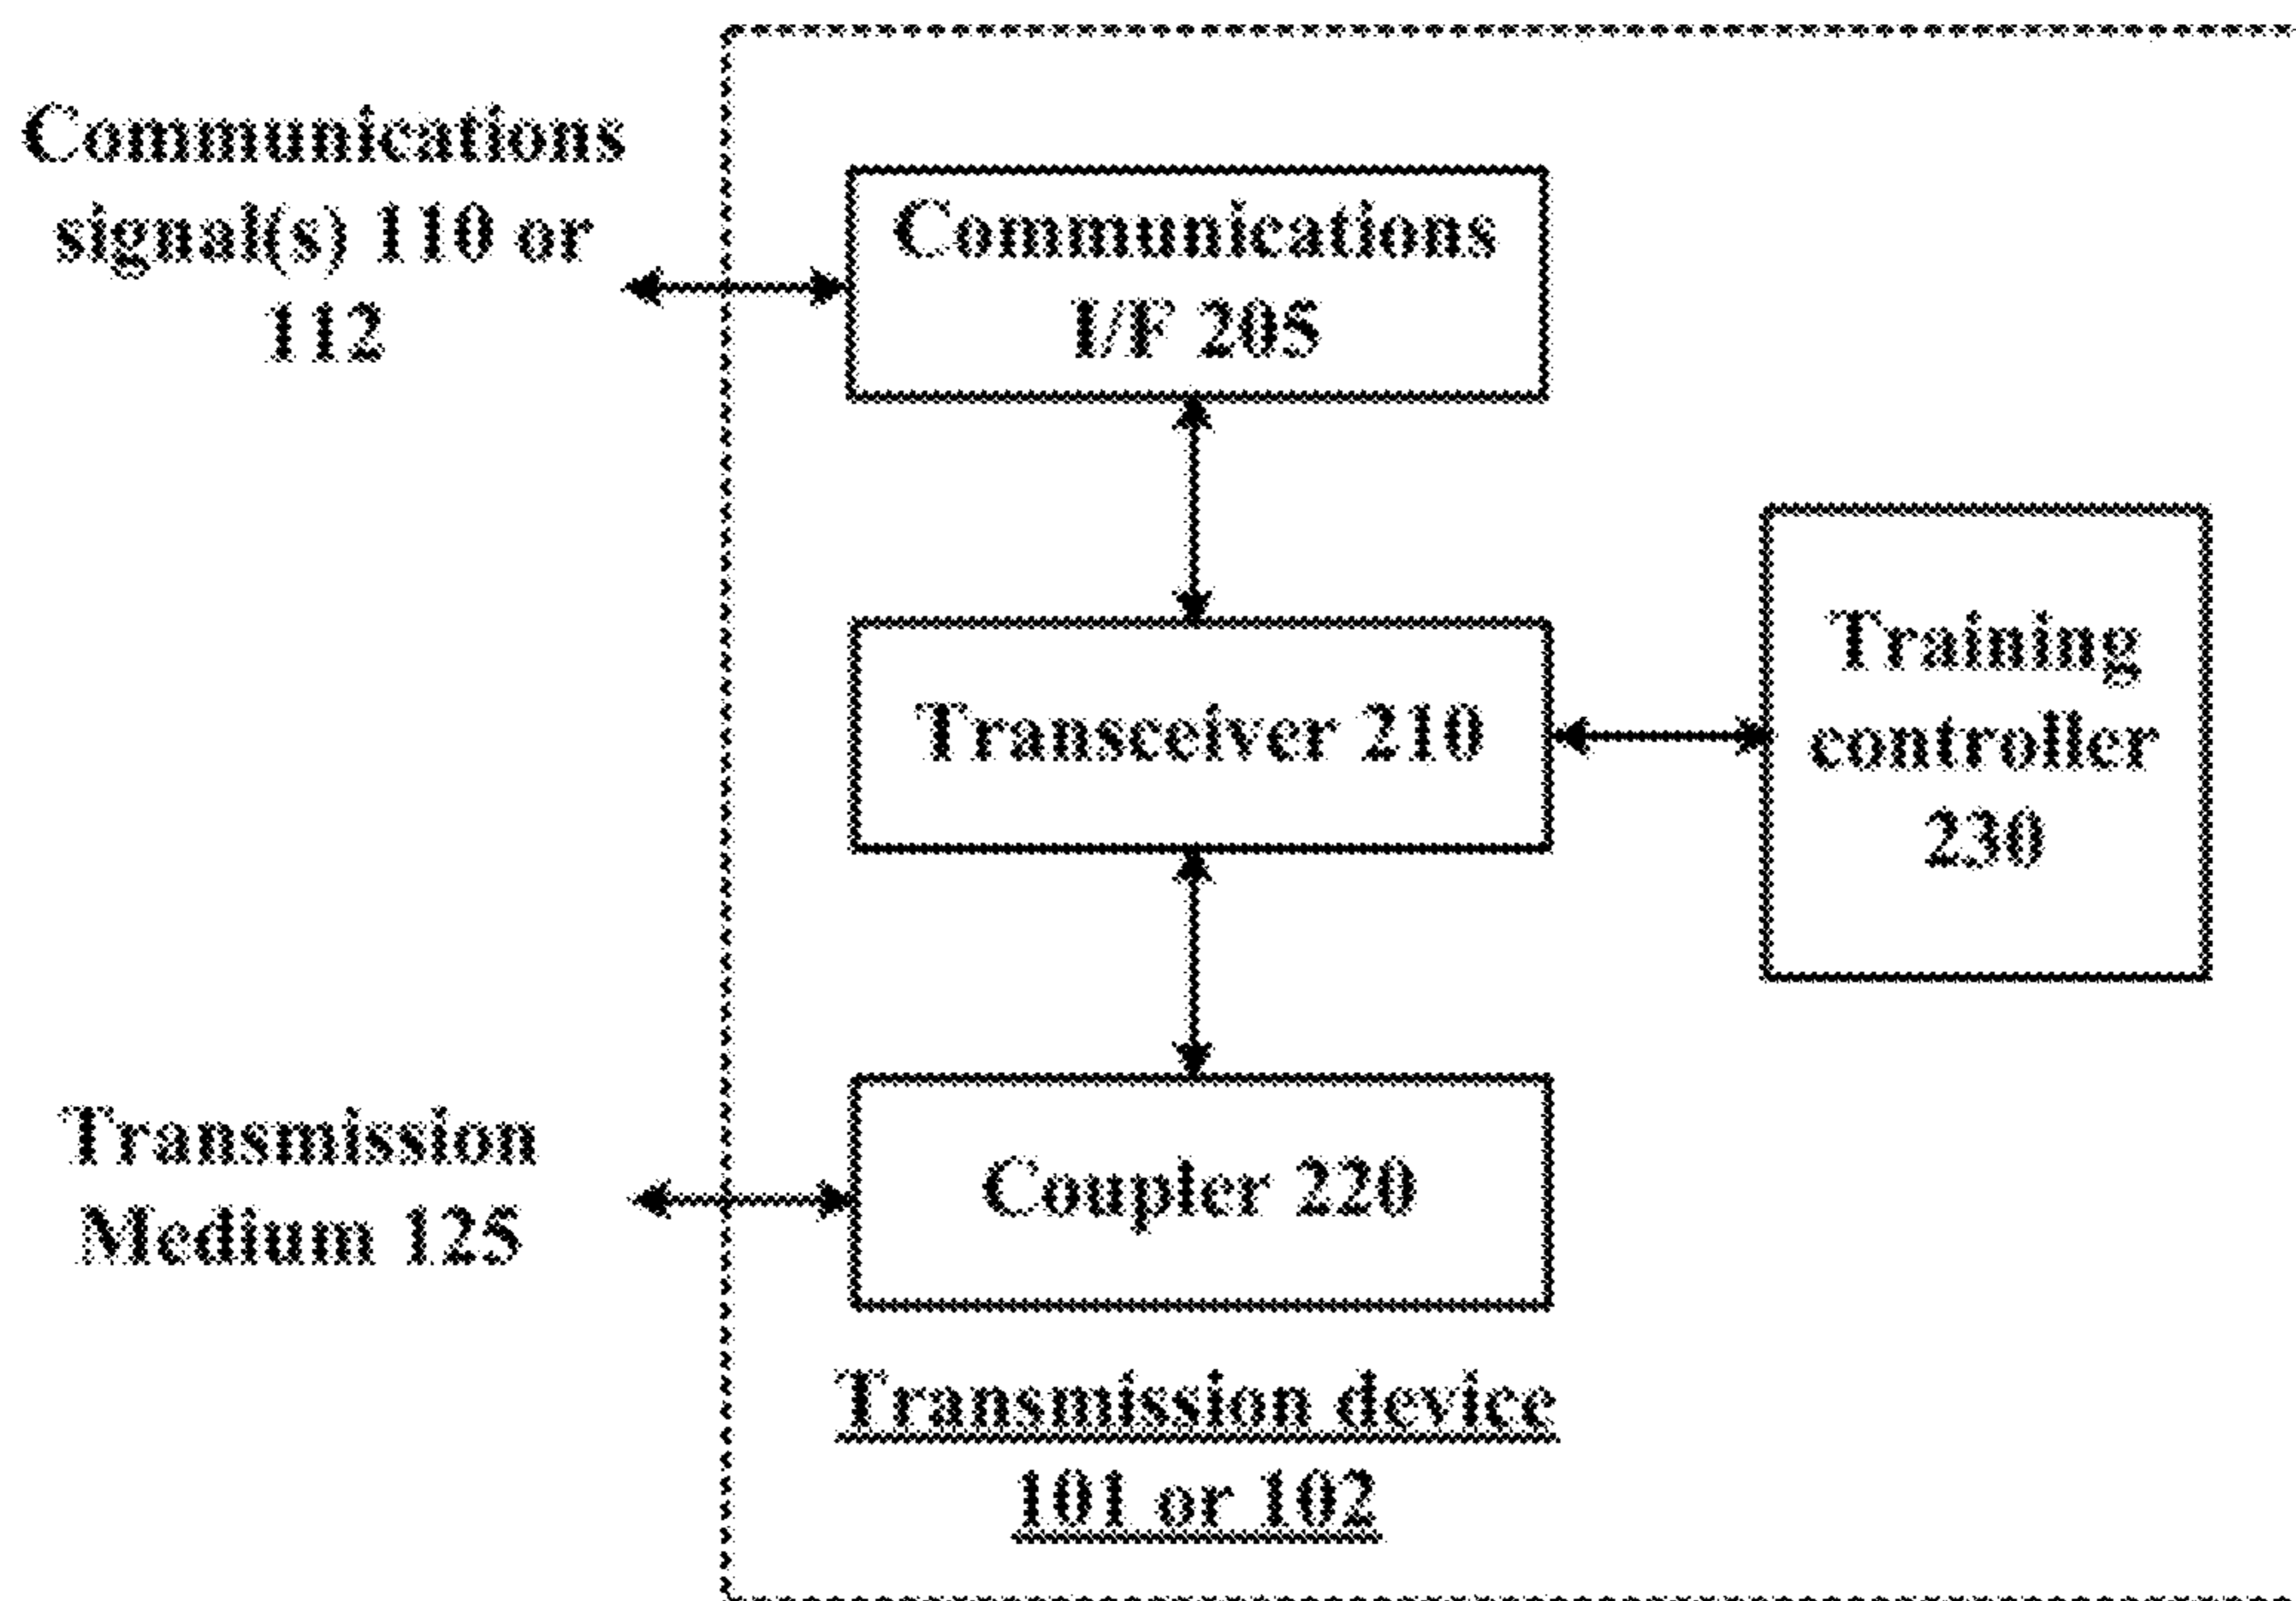 Communications
signal(s) 110 or
112
Communications
I/F 205
Transceiver 210
Training
controller
230
Transmission
Medium 125
Coupler 220
Transmission device
101 or 102